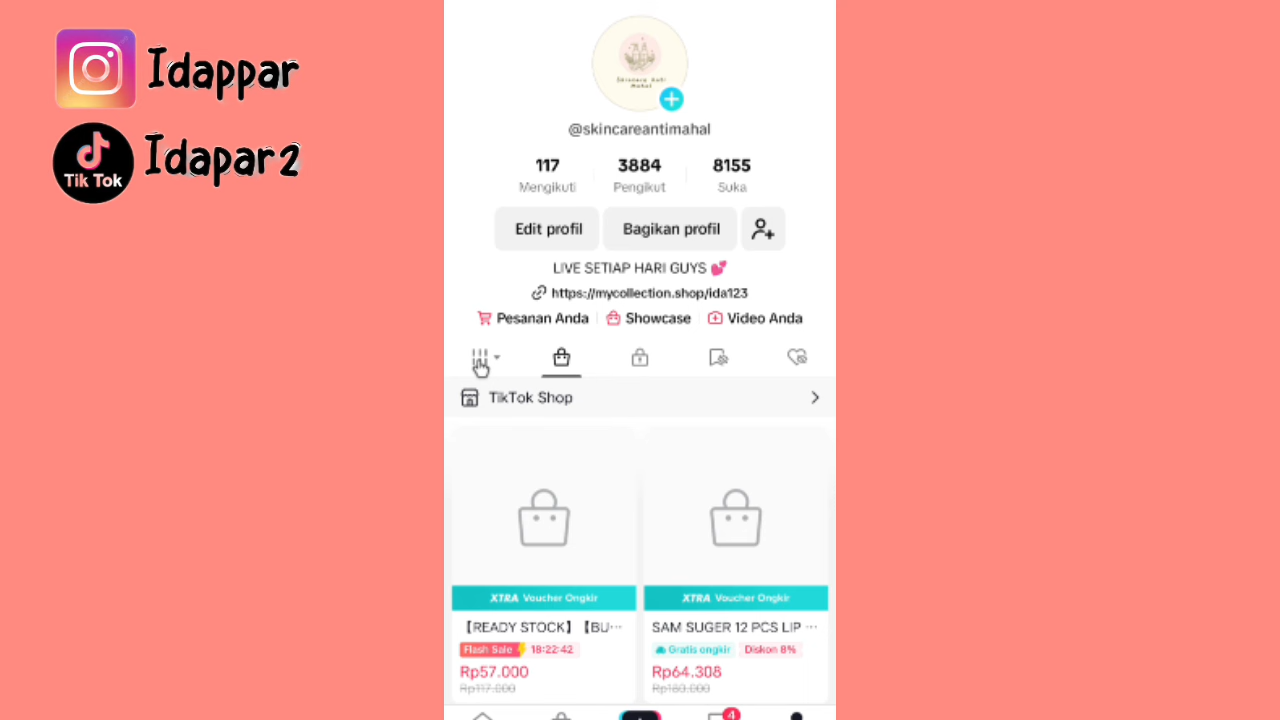 Idappar
Tik Tok
Idapar2
Skincare Anti
Mahal
@skincareantimahal
117
3884
8155
Mengikuti
Pengikut
Suka
Edit profil
Bagikan profil
LIVE SETIAP HARI GUYS 💕
https://mycollection.shop/ida123
Pesanan Anda
Showcase
Video Anda
TikTok Shop
XTRA Voucher Ongkir
XTRA Voucher Ongkir
【READY STOCK】【BU···
SAM SUGER 12 PCS LIP ···
Flash Sale 18:22:42
Gratis ongkir Diskon 8%
Rp57.000
Rp64.308
Rp117.000
Rp180.000
4